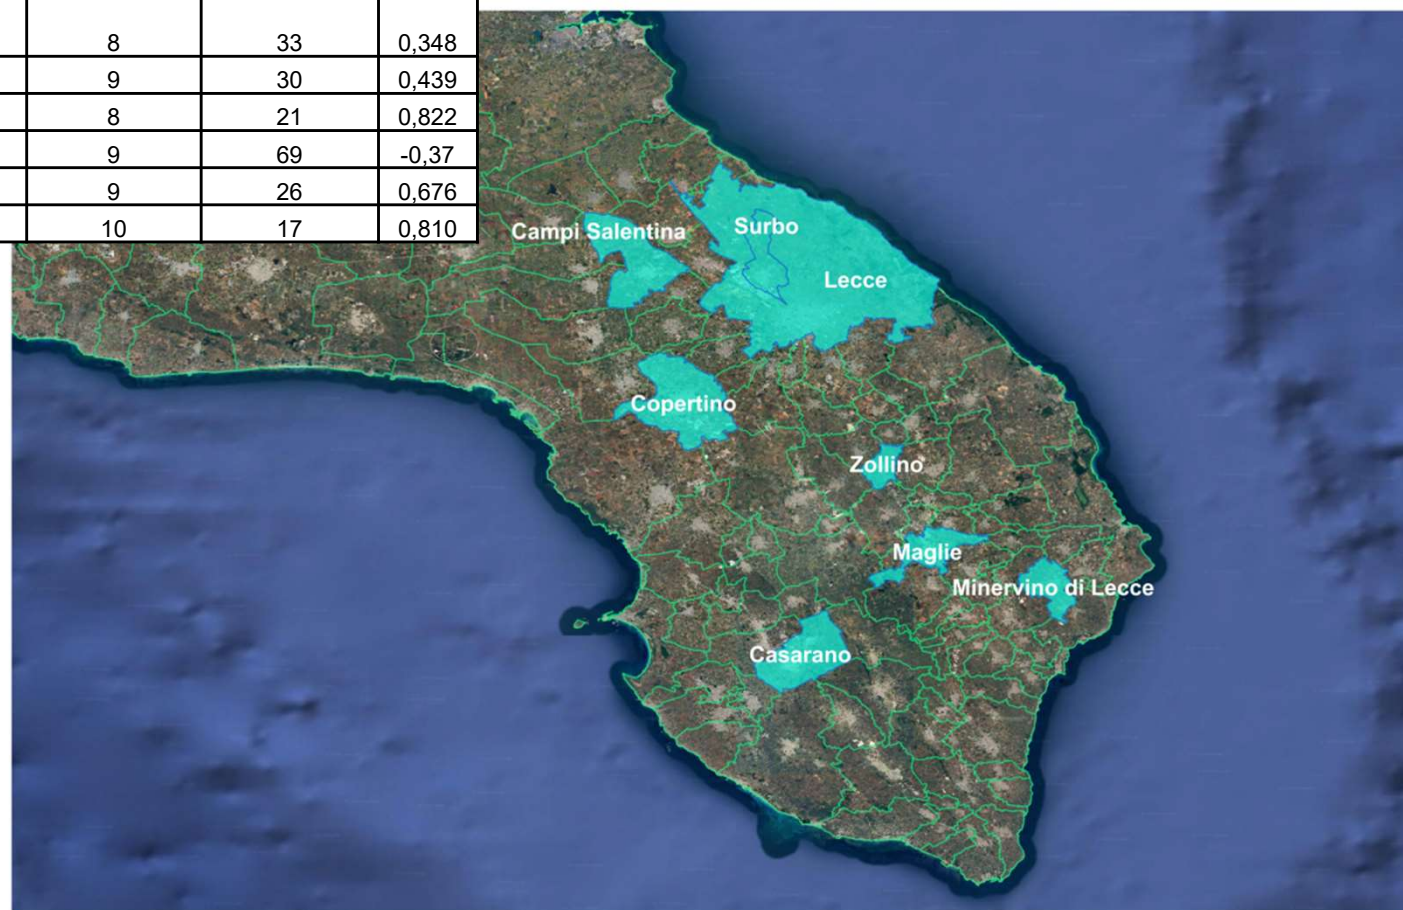 8 33 0,348
9 30 0,439
8 21 0,822
9 69 -0,37
9 26 0,676
10 17 0,810
Campi Salentina
Surbo
Lecce
Copertino
Zollino
Maglie
Minervino di Lecce
Casarano